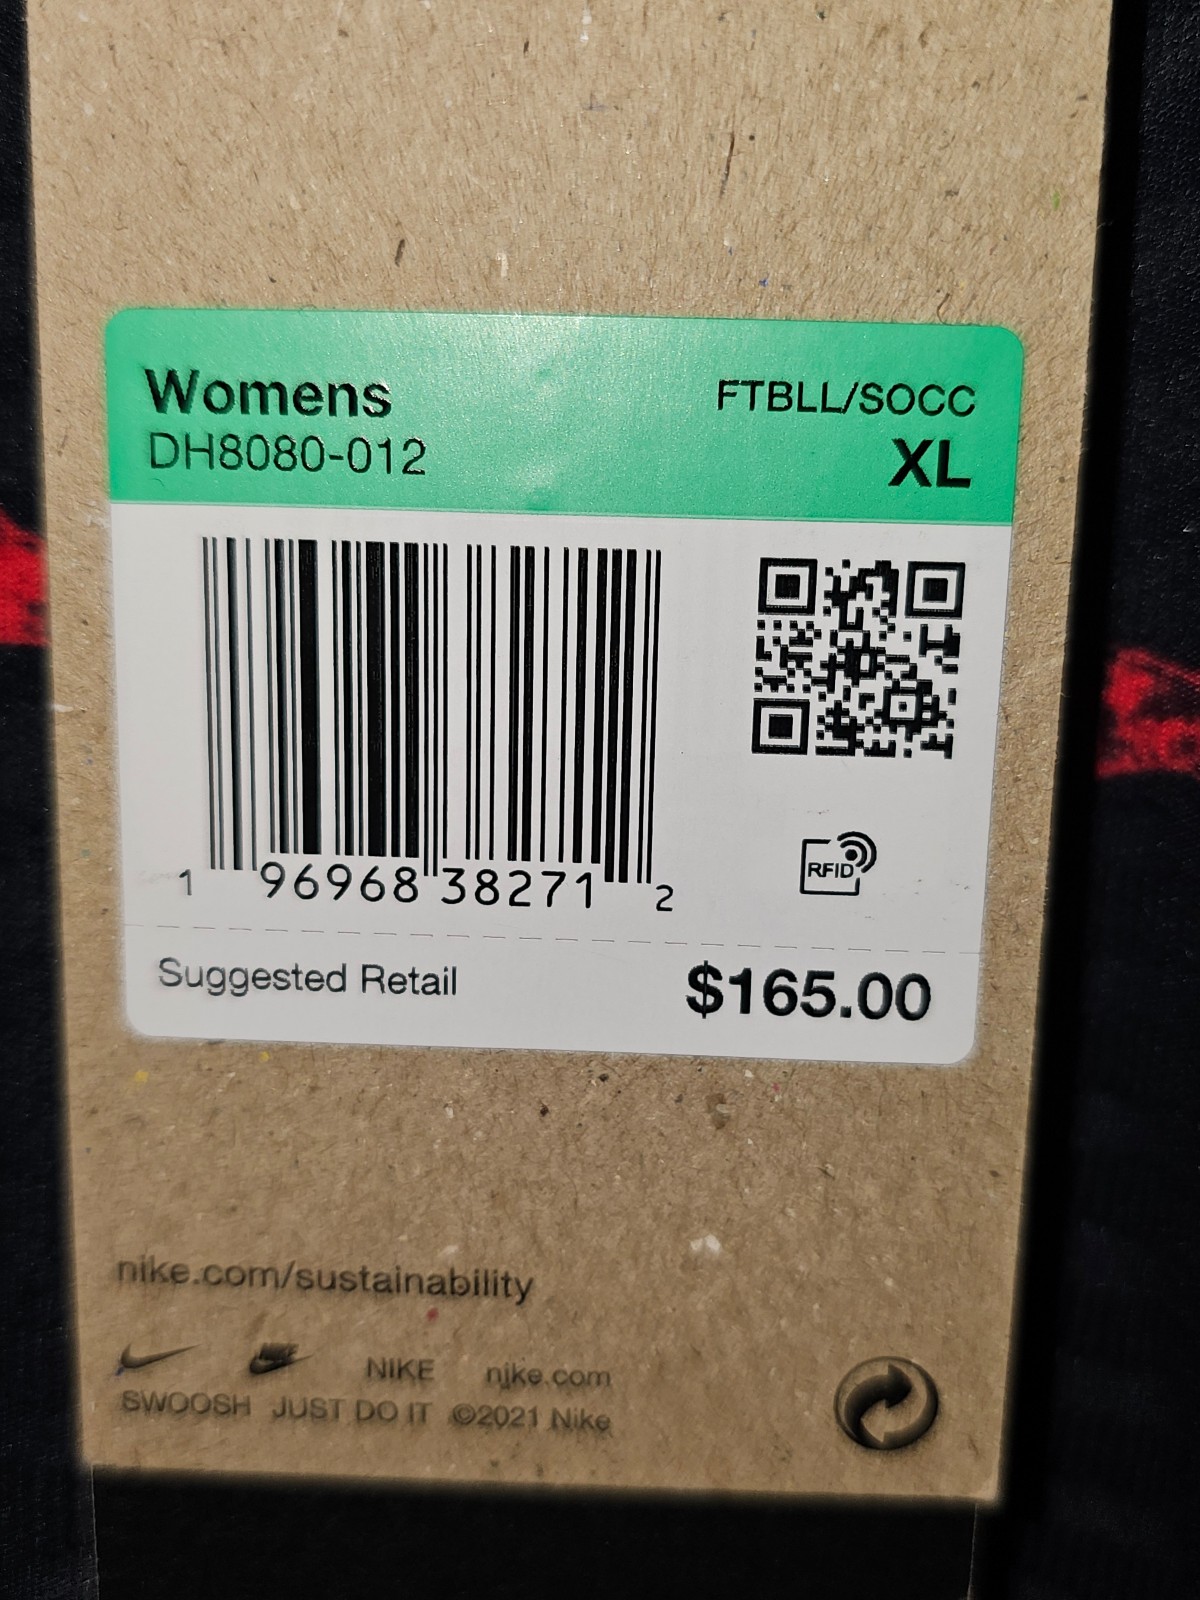 Womens
FTBLL/SOCC
DH8080-012
XL
1 96968 38271 2
RFID
Suggested Retail
$165.00
nike.com/sustainability
NIKE nike.com
SWOOSH JUST DO IT ©2021 Nike